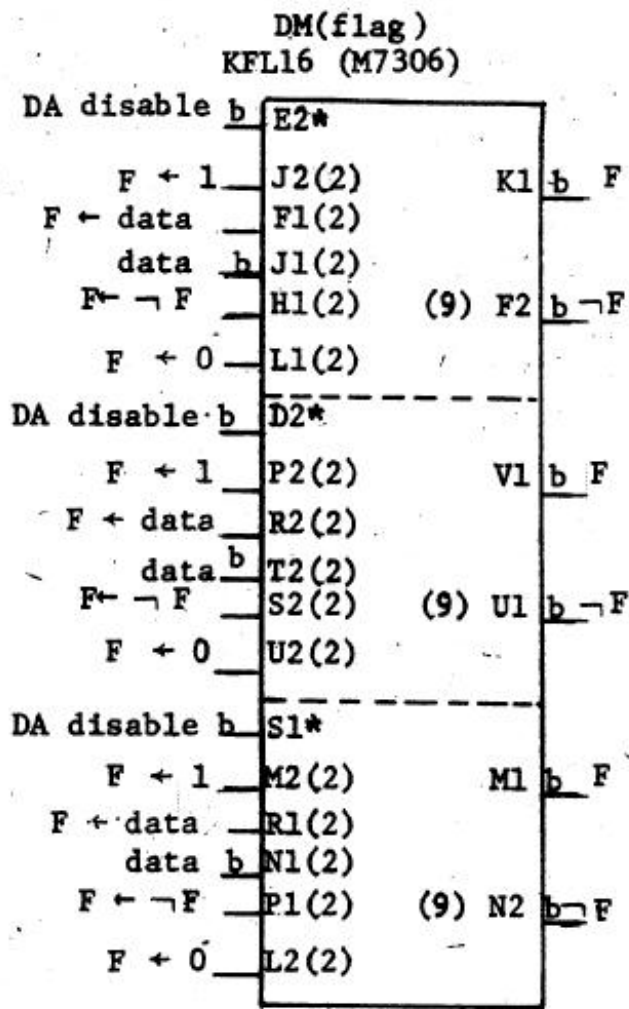 DM(flag)
KFL16 (M7306)
DA disable b E2*
F ← 1 J2(2) K1 b F
F ← data F1(2)
data b J1(2)
F← ¬ F H1(2) (9) F2 b ¬F
F ← 0 L1(2)
DA disable b D2*
F ← 1 P2(2) V1 b F
F ← data R2(2)
data b T2(2)
F← ¬ F S2(2) (9) U1 b ¬F
F ← 0 U2(2)
DA disable b S1*
F ← 1 M2(2) M1 b F
F ← data R1(2)
data b N1(2)
F ← ¬F P1(2) (9) N2 b ¬F
F ← 0 L2(2)